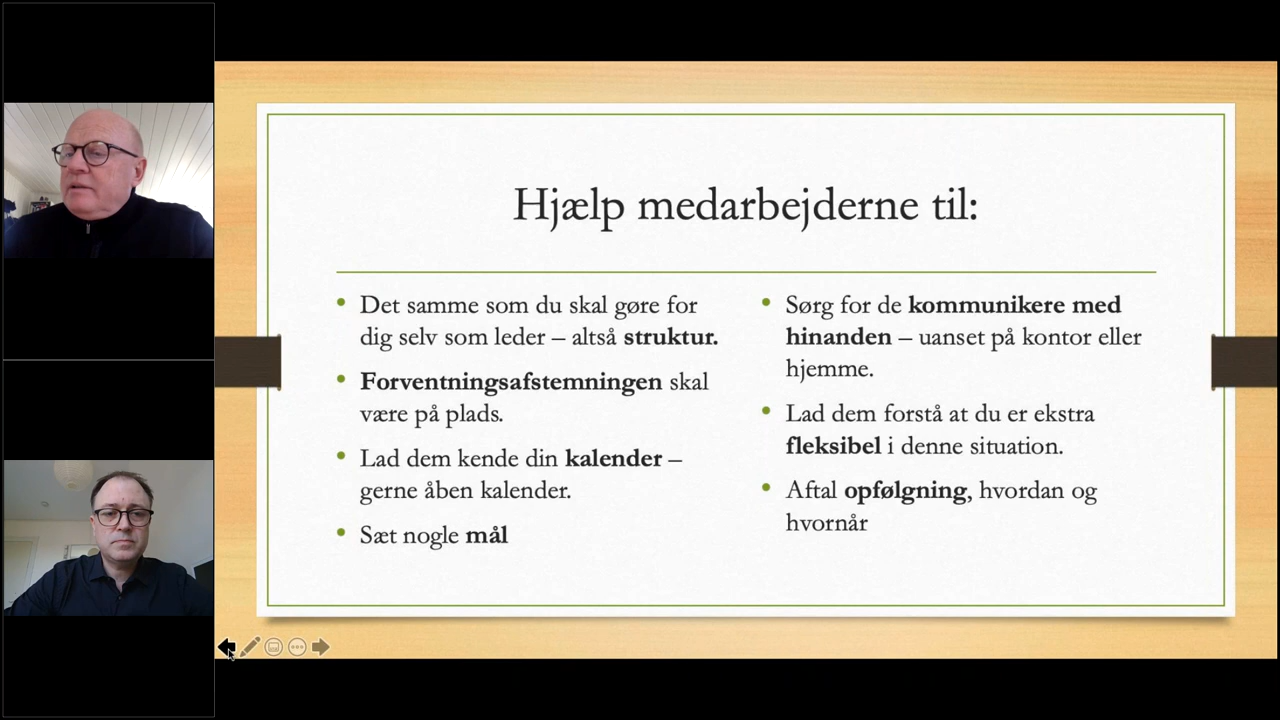 Hjælp medarbejderne til:
• Det samme som du skal gøre for
dig selv som leder – altså struktur.
• Forventningsafstemningen skal
være på plads.
• Lad dem kende din kalender –
gerne åben kalender.
• Sæt nogle mål
• Sørg for de kommunikere med
hinanden – uanset på kontor eller
hjemme.
• Lad dem forstå at du er ekstra
fleksibel i denne situation.
• Aftal opfølgning, hvordan og
hvornår